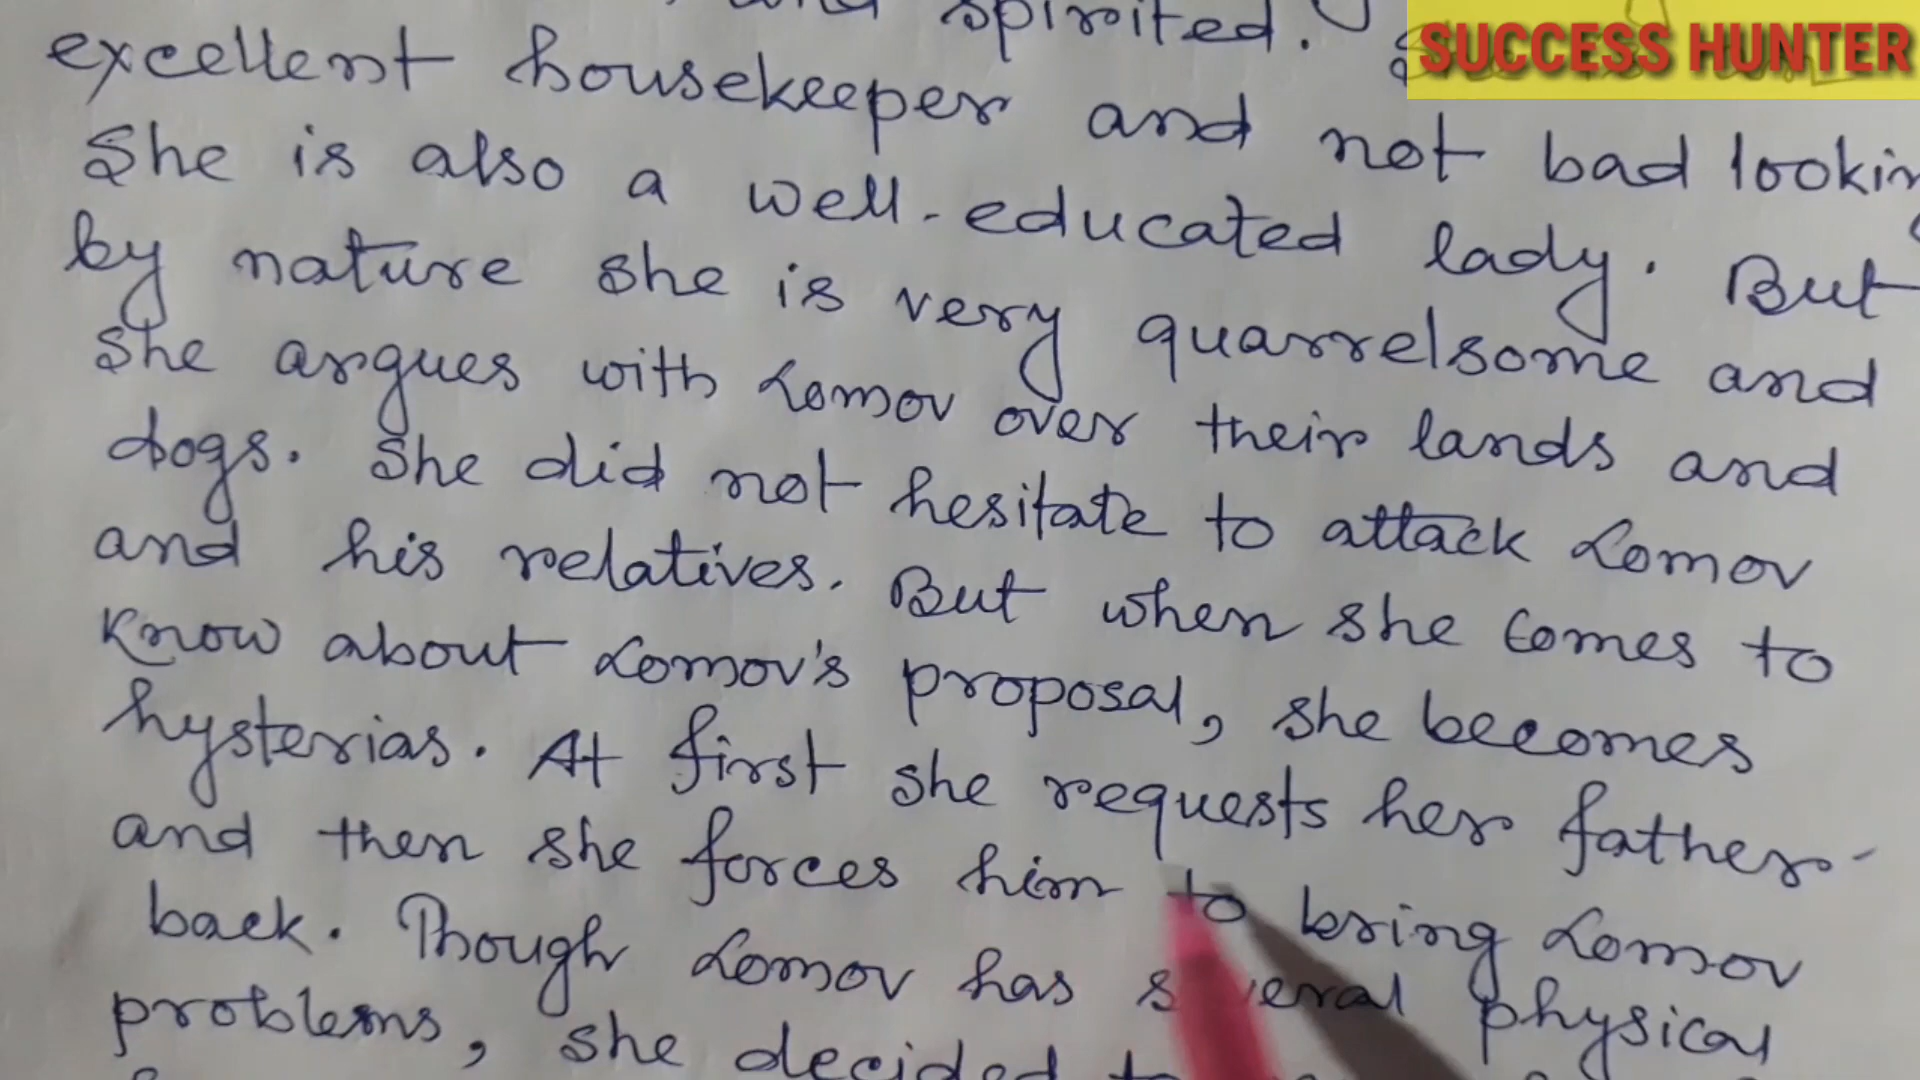 spirited.
SUCCESS HUNTER
excellent housekeeper and not bad lookin
She is also a well-educated lady. But
by nature she is very quarrelsome and
she argues with Lomov over their lands and
dogs. She did not hesitate to attack Lomov
and his relatives. But when she comes to
know about Lomov's proposal, she becomes
hysterias. At first she requests her father
and then she forces him to bring Lomov
back. Though Lomov has several physical
problems, she decided